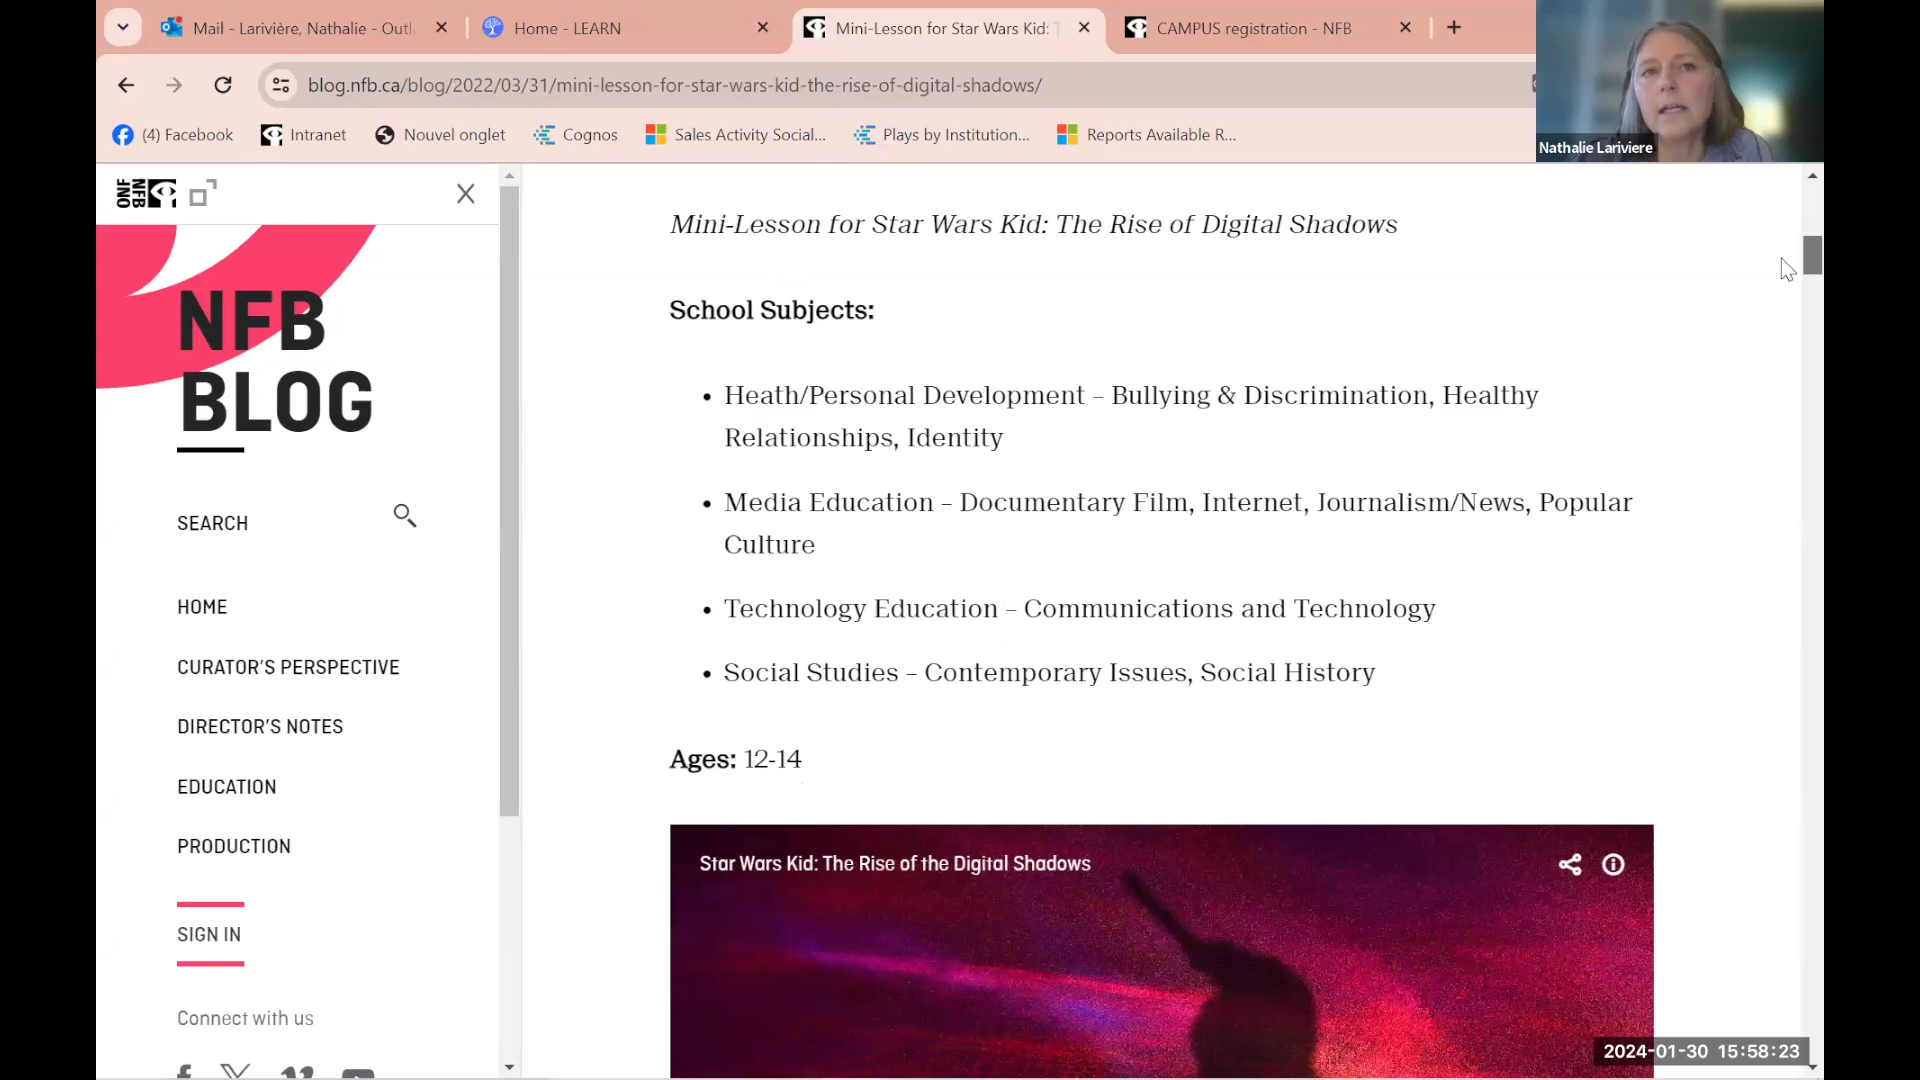 Mail - Larivière, Nathalie - Outl
Home - LEARN
Mini-Lesson for Star Wars Kid: T
CAMPUS registration - NFB
blog.nfb.ca/blog/2022/03/31/mini-lesson-for-star-wars-kid-the-rise-of-digital-shadows/
(4) Facebook
Intranet
Nouvel onglet
Cognos
Sales Activity Social...
Plays by Institution...
Reports Available R...
Nathalie Lariviere
ONF
NFB
NFB
BLOG
SEARCH
HOME
CURATOR'S PERSPECTIVE
DIRECTOR'S NOTES
EDUCATION
PRODUCTION
SIGN IN
Connect with us
Mini-Lesson for Star Wars Kid: The Rise of Digital Shadows
School Subjects:
• Heath/Personal Development – Bullying & Discrimination, Healthy
Relationships, Identity
• Media Education – Documentary Film, Internet, Journalism/News, Popular
Culture
• Technology Education – Communications and Technology
• Social Studies – Contemporary Issues, Social History
Ages: 12-14
Star Wars Kid: The Rise of the Digital Shadows
2024-01-30 15:58:23